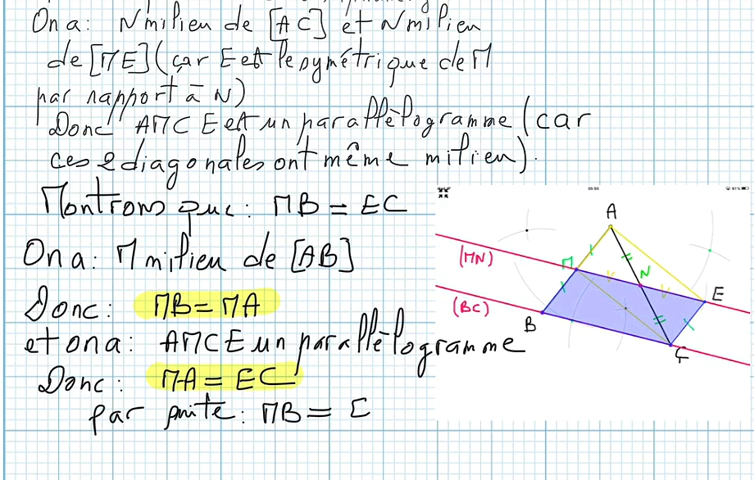 On a: N milieu de [AC] et N milieu
de [ME] (car E est le symétrique de M
par rapport à N)
Donc AMCE est un parallélogramme (car
ces 2 diagonales ont même milieu).
Montrons que: MB = EC
On a: M milieu de [AB]
Donc: MB = MA
et on a: AMCE un parallélogramme
Donc: MA = EC
par suite: MB = E
A
(MN)
M
N
E
(BC)
B
C